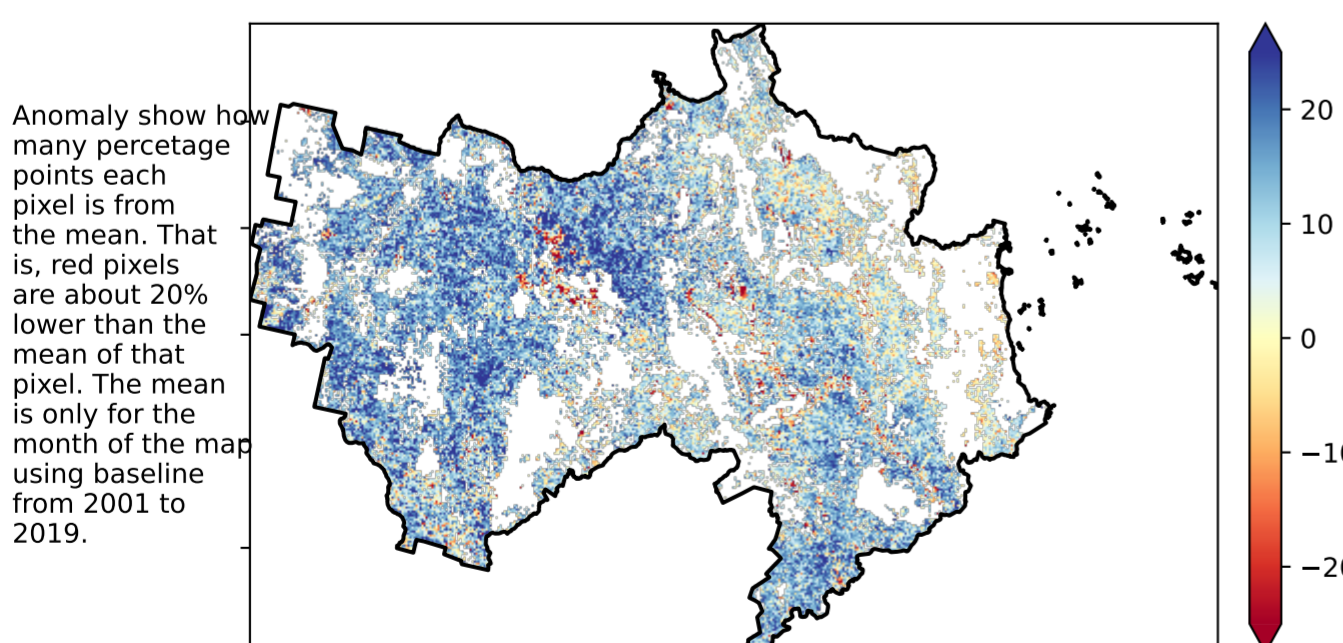 Anomaly show how
many percetage
points each
pixel is from
the mean. That
is, red pixels
are about 20%
lower than the
mean of that
pixel. The mean
is only for the
month of the map
using baseline
from 2001 to
2019.
20
10
0
−10
−20